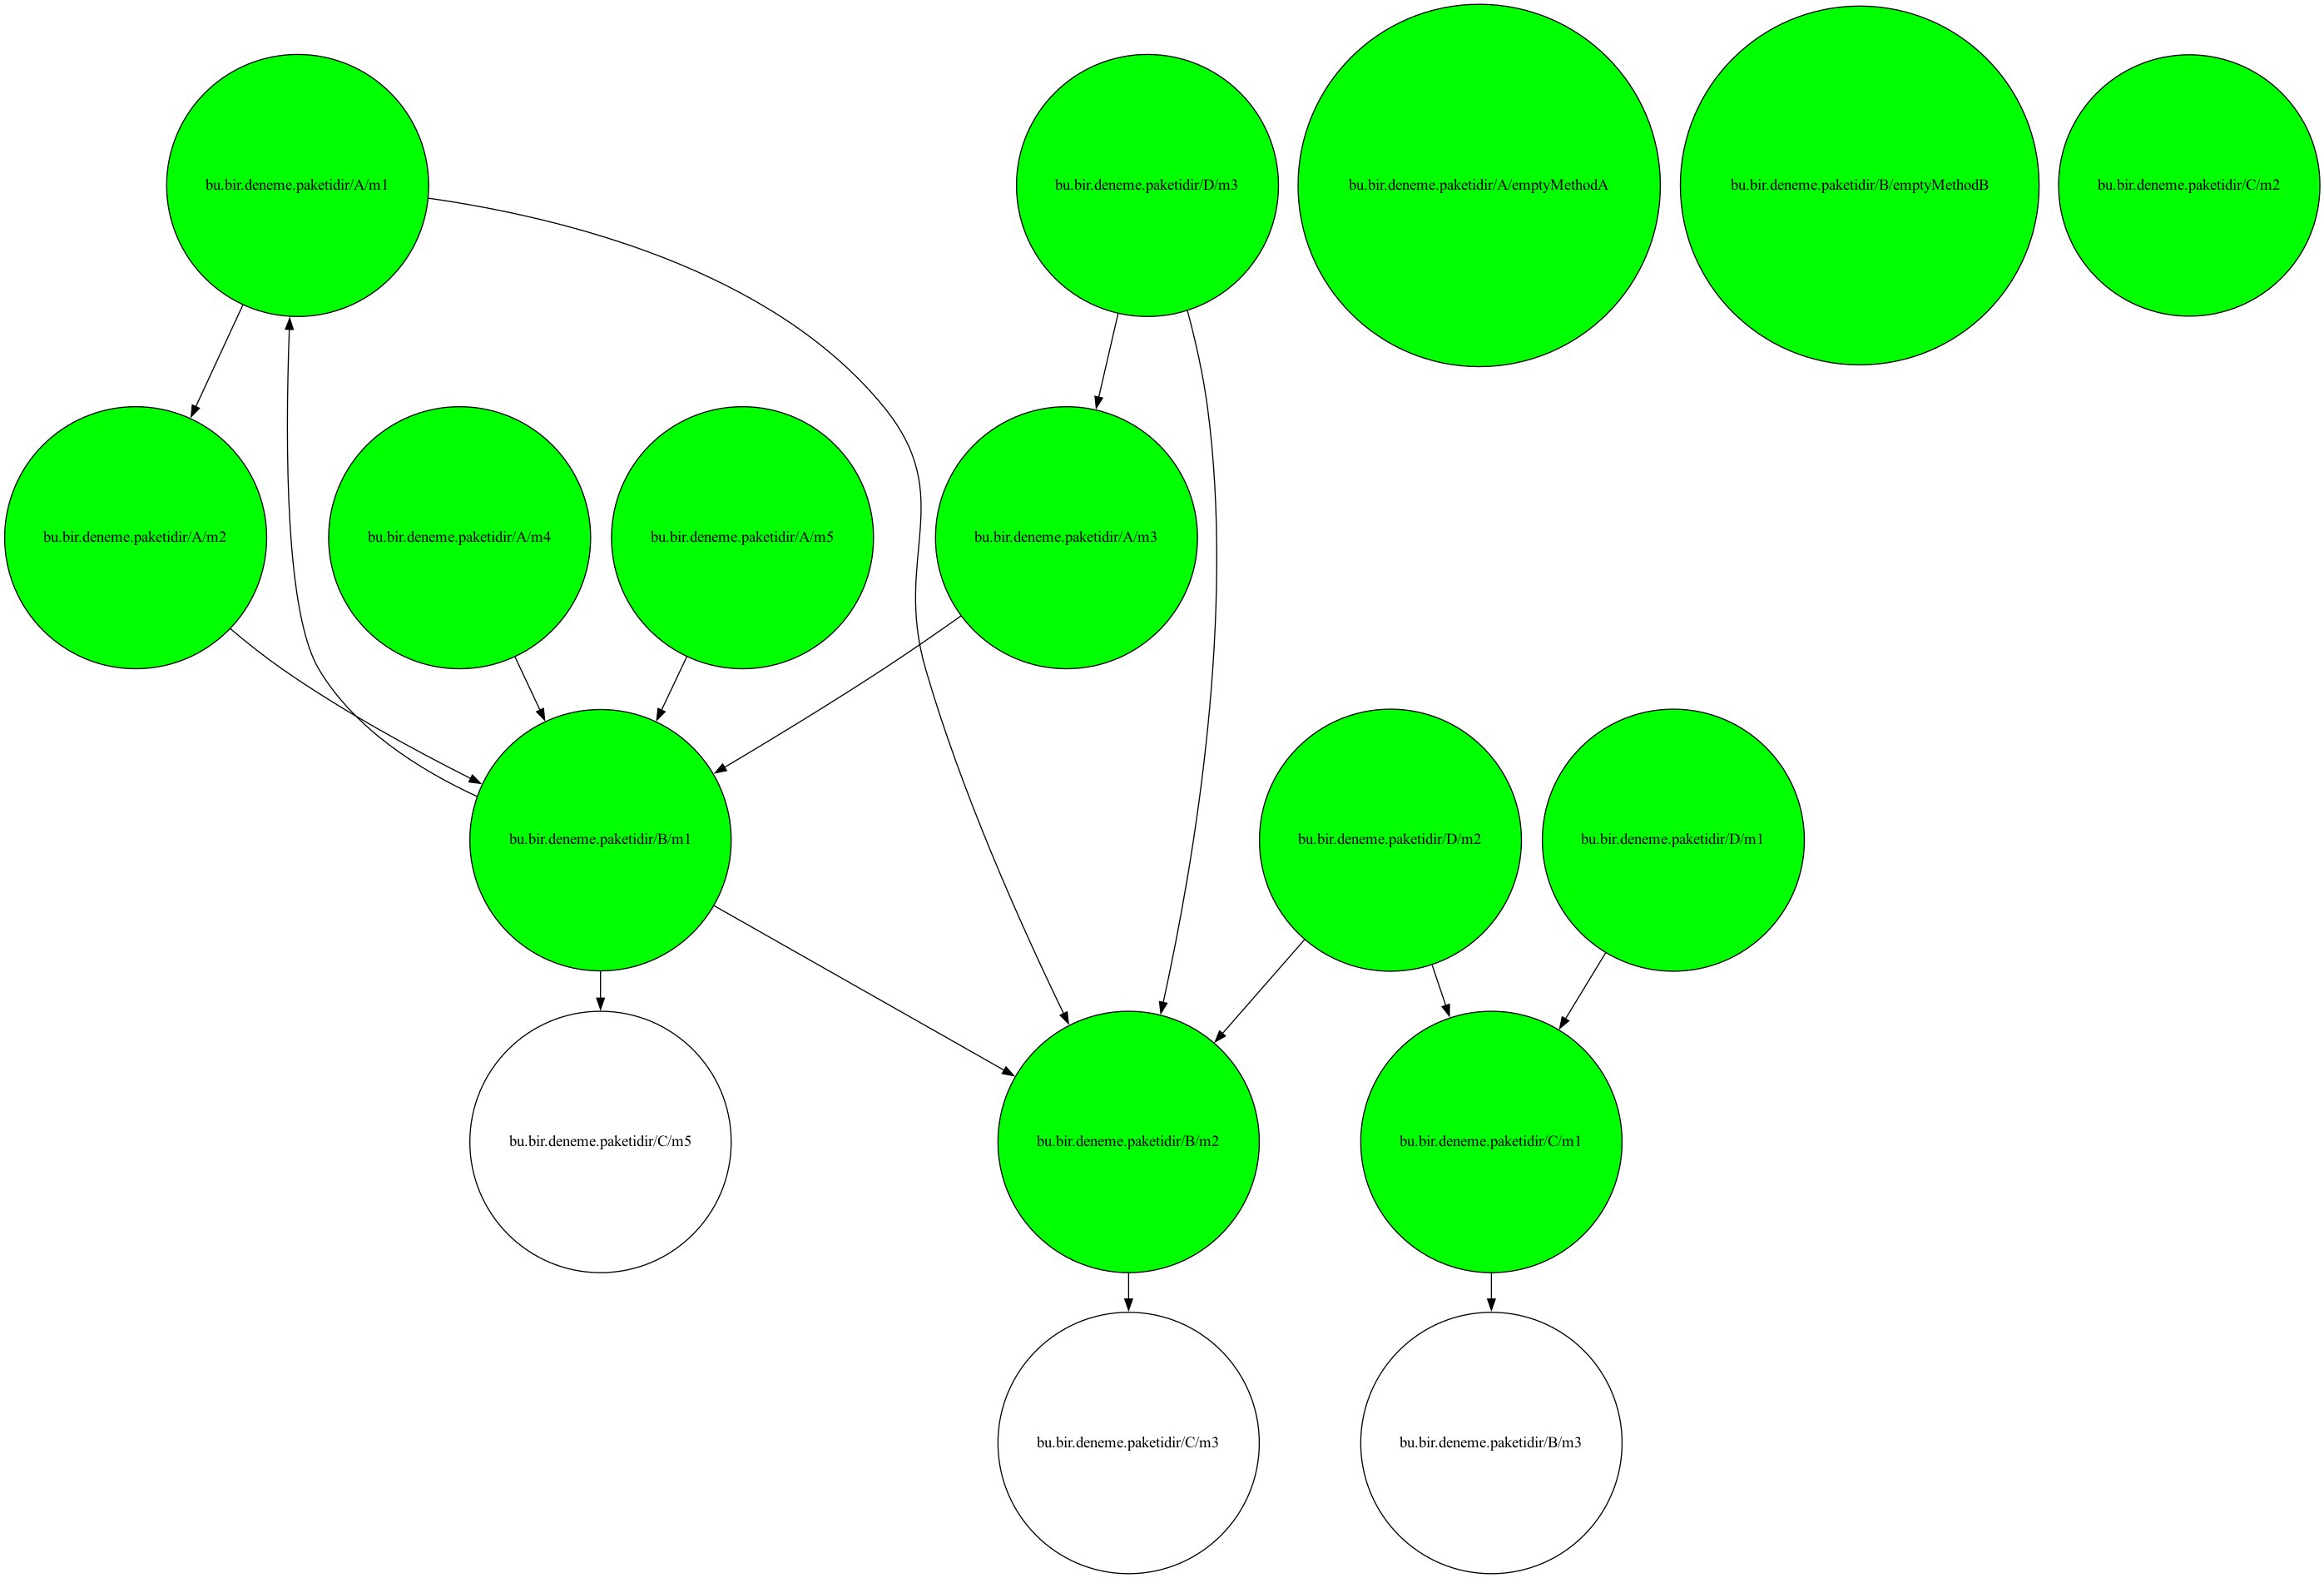 bu.bir.deneme.paketidir/A/m1
bu.bir.deneme.paketidir/D/m3
bu.bir.deneme.paketidir/A/emptyMethodA
bu.bir.deneme.paketidir/B/emptyMethodB
bu.bir.deneme.paketidir/C/m2
bu.bir.deneme.paketidir/A/m2
bu.bir.deneme.paketidir/A/m4
bu.bir.deneme.paketidir/A/m5
bu.bir.deneme.paketidir/A/m3
bu.bir.deneme.paketidir/B/m1
bu.bir.deneme.paketidir/D/m2
bu.bir.deneme.paketidir/D/m1
bu.bir.deneme.paketidir/C/m5
bu.bir.deneme.paketidir/B/m2
bu.bir.deneme.paketidir/C/m1
bu.bir.deneme.paketidir/C/m3
bu.bir.deneme.paketidir/B/m3